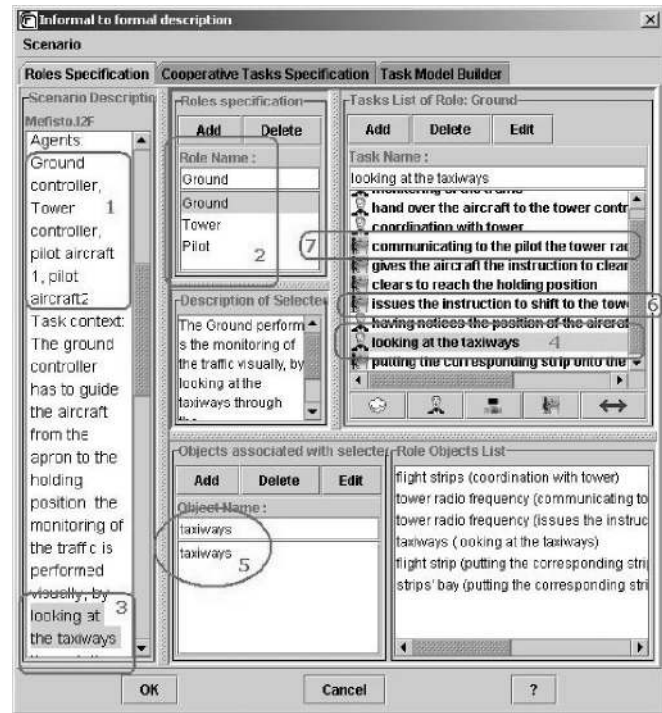 Informal to formal description
Scenario
Roles Specification Cooperative Tasks Specification Task Model Builder
Scenario Descriptio
Mefisto.I2F
Agents:
Ground
controller,
Tower 1
controller,
pilot aircraft
1, pilot
aircraft2
Task context:
The ground
controller
has to guide
the aircraft
from the
apron to the
holding
position the
monitoring of
the traffic is
performed
visually, by
looking at 3
the taxiways
Roles specification
Add Delete
Role Name :
Ground
Ground
Tower
Pilot
2
Description of Selecte
The Ground perform
s the monitoring of
the traffic visually, by
looking at the
taxiways through
Tasks List of Role: Ground
Add Delete Edit
Task Name :
looking at the taxiways
monitoring of the traffic
hand over the aircraft to the tower contr
coordination with tower
7 communicating to the pilot the tower rad
gives the aircraft the instruction to clear
clears to reach the holding position
issues the instruction to shift to the tow 6
having notices the position of the aircraf
looking at the taxiways 4
putting the corresponding strip onto the
Objects associated with selecte
Add Delete Edit
Object Name :
taxiways
taxiways
5
Role Objects List
flight strips (coordination with tower)
tower radio frequency (communicating to
tower radio frequency (issues the instruc
taxiways (looking at the taxiways)
flight strip (putting the corresponding stri
strips' bay (putting the corresponding stri
OK Cancel ?